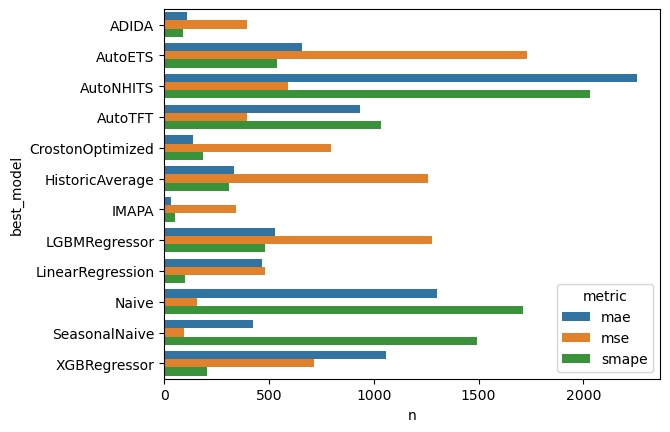 best_model
ADIDA
AutoETS
AutoNHITS
AutoTFT
CrostonOptimized
HistoricAverage
IMAPA
LGBMRegressor
LinearRegression
Naive
SeasonalNaive
XGBRegressor
metric
mae
mse
smape
0 500 1000 1500 2000
n